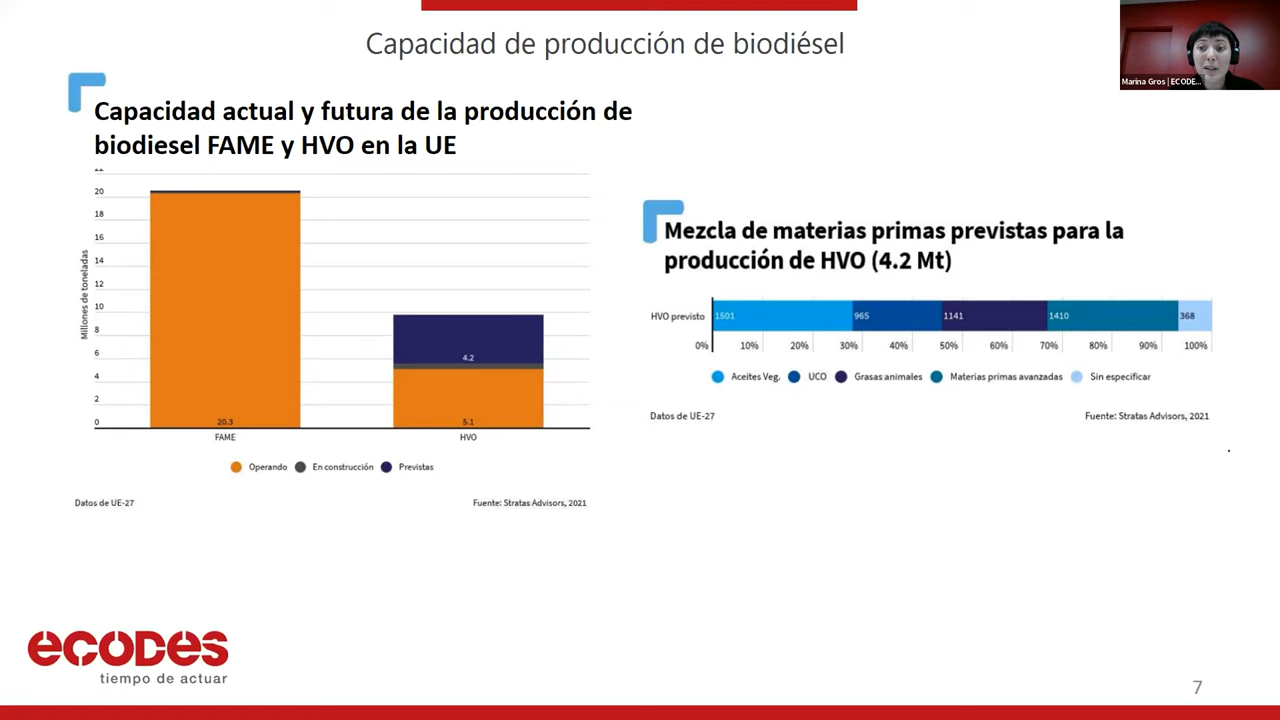 Capacidad de producción de biodiésel
Marina Gros | ECODE...
Capacidad actual y futura de la producción de
biodiesel FAME y HVO en la UE
22
20
18
16
14
12
10
8
6
4
2
0
Millones de toneladas
20.3
4.2
5.1
FAME
HVO
Operando
En construcción
Previstas
Datos de UE-27
Fuente: Stratas Advisors, 2021
Mezcla de materias primas previstas para la
producción de HVO (4.2 Mt)
HVO previsto
1501
965
1141
1410
368
0% 10% 20% 30% 40% 50% 60% 70% 80% 90% 100%
Aceites Veg.
UCO
Grasas animales
Materias primas avanzadas
Sin especificar
Datos de UE-27
Fuente: Stratas Advisors, 2021
ecodes
tiempo de actuar
7